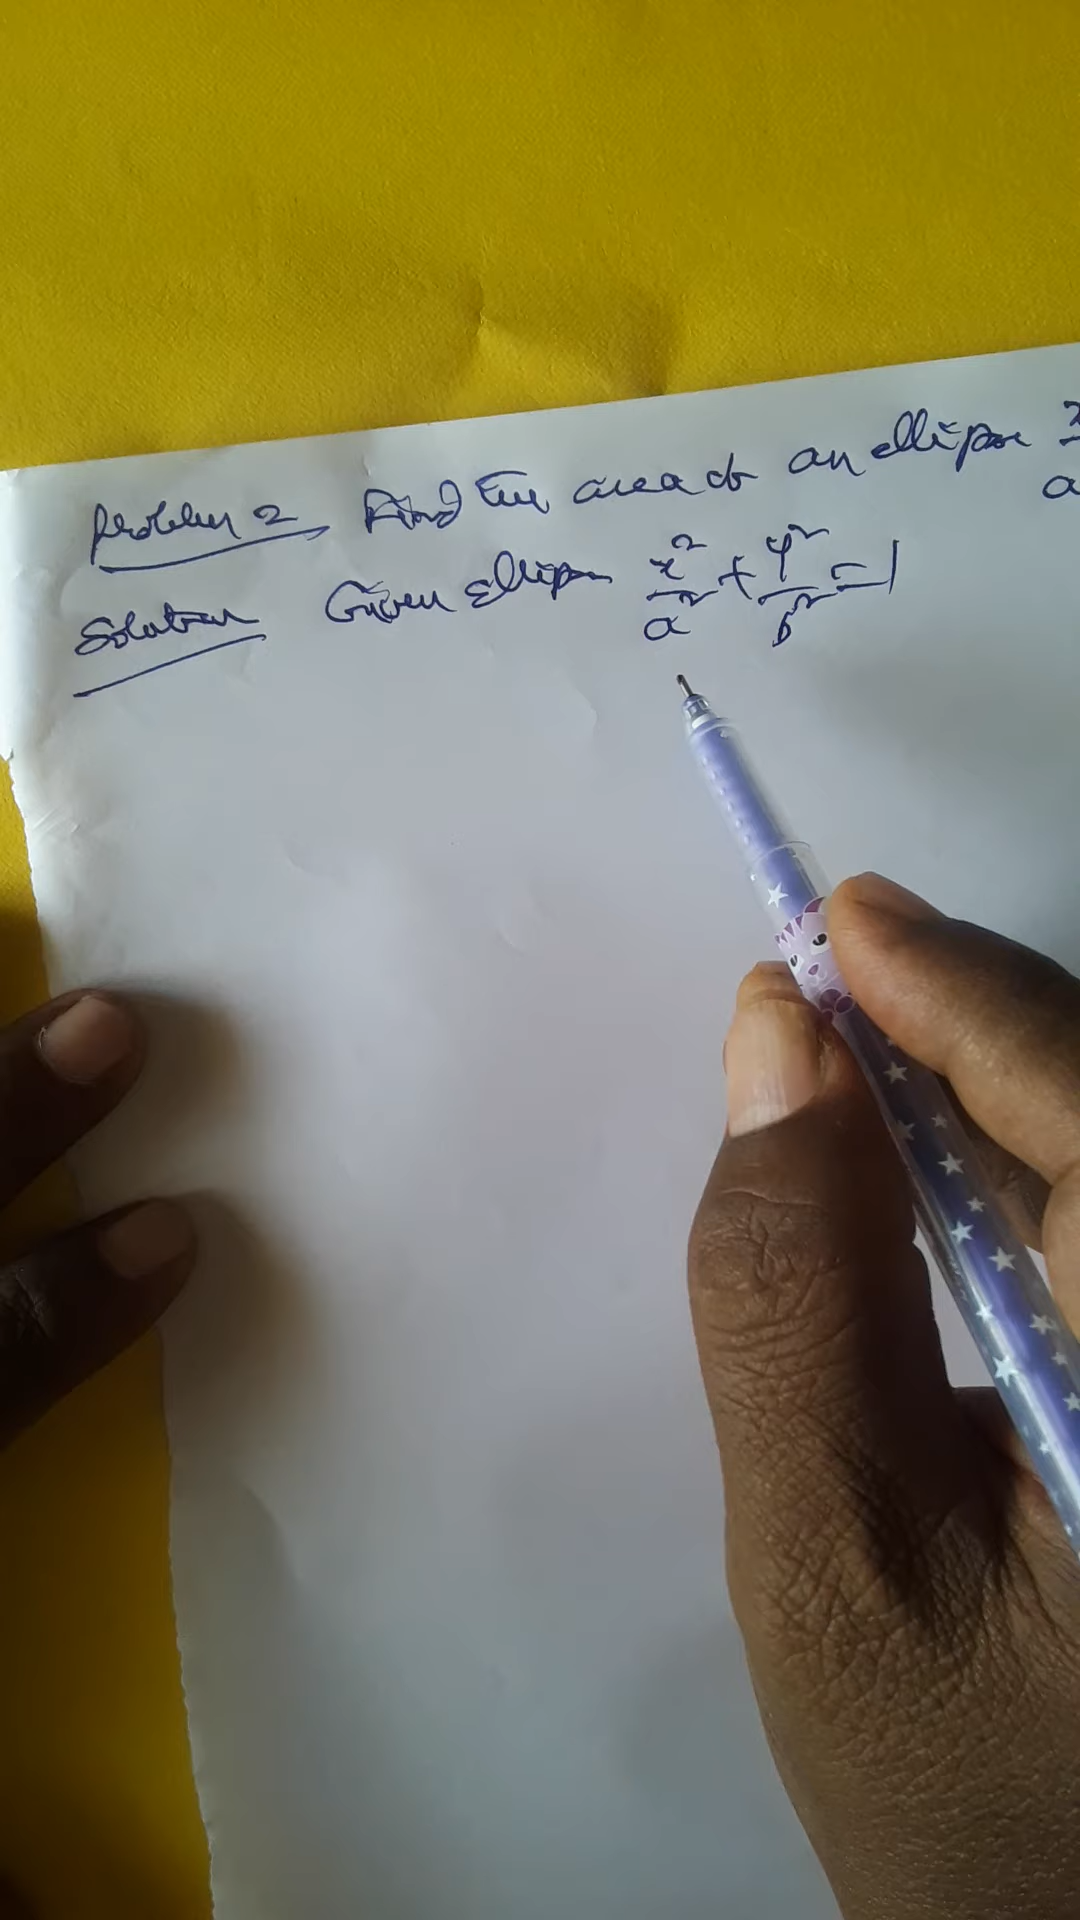 Problem 2 Find the area of an ellipse x
a
Solution Given Ellipse x²/a² + y²/b² = 1